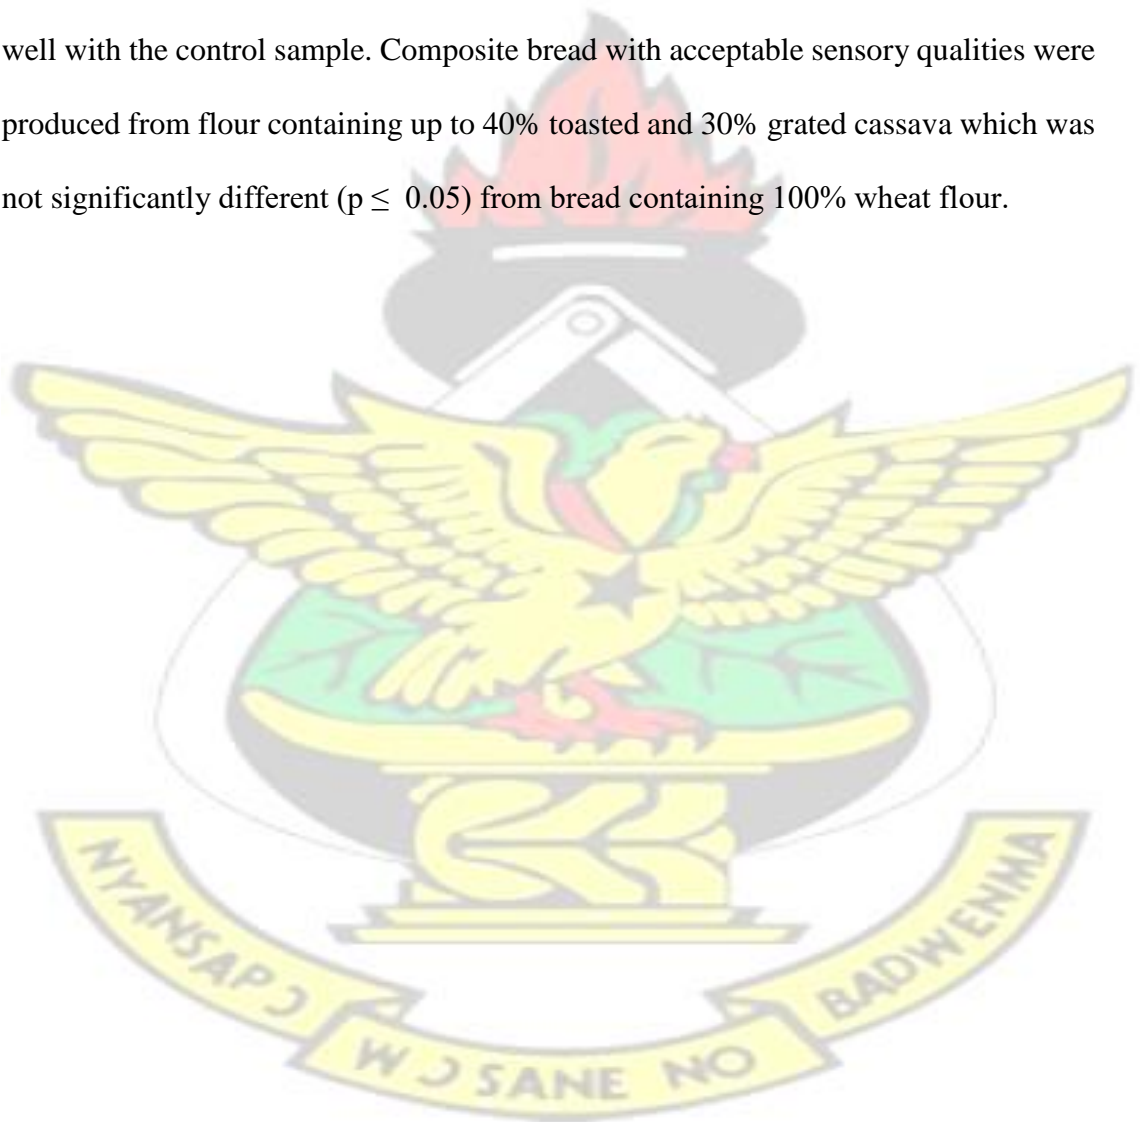 well with the control sample. Composite bread with acceptable sensory qualities were
produced from flour containing up to 40% toasted and 30% grated cassava which was
not significantly different (p ≤ 0.05) from bread containing 100% wheat flour.
NYANSAPƆ
WƆSANE NO
BADWENMA